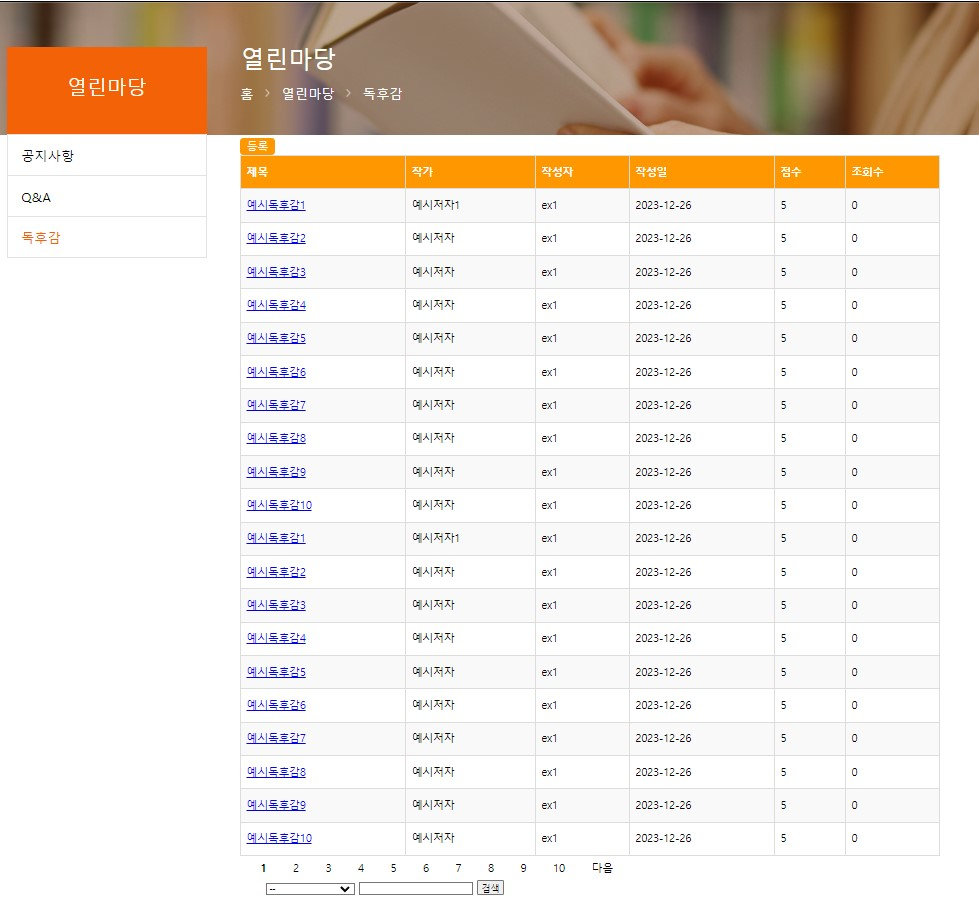 열린마당
홈 > 열린마당 > 독후감
열린마당
공지사항
Q&A
독후감
등록
제목 작가 작성자 작성일 점수 조회수
예시독후감1 예시저자1 ex1 2023-12-26 5 0
예시독후감2 예시저자 ex1 2023-12-26 5 0
예시독후감3 예시저자 ex1 2023-12-26 5 0
예시독후감4 예시저자 ex1 2023-12-26 5 0
예시독후감5 예시저자 ex1 2023-12-26 5 0
예시독후감6 예시저자 ex1 2023-12-26 5 0
예시독후감7 예시저자 ex1 2023-12-26 5 0
예시독후감8 예시저자 ex1 2023-12-26 5 0
예시독후감9 예시저자 ex1 2023-12-26 5 0
예시독후감10 예시저자 ex1 2023-12-26 5 0
예시독후감1 예시저자1 ex1 2023-12-26 5 0
예시독후감2 예시저자 ex1 2023-12-26 5 0
예시독후감3 예시저자 ex1 2023-12-26 5 0
예시독후감4 예시저자 ex1 2023-12-26 5 0
예시독후감5 예시저자 ex1 2023-12-26 5 0
예시독후감6 예시저자 ex1 2023-12-26 5 0
예시독후감7 예시저자 ex1 2023-12-26 5 0
예시독후감8 예시저자 ex1 2023-12-26 5 0
예시독후감9 예시저자 ex1 2023-12-26 5 0
예시독후감10 예시저자 ex1 2023-12-26 5 0
1 2 3 4 5 6 7 8 9 10 다음
-- 검색